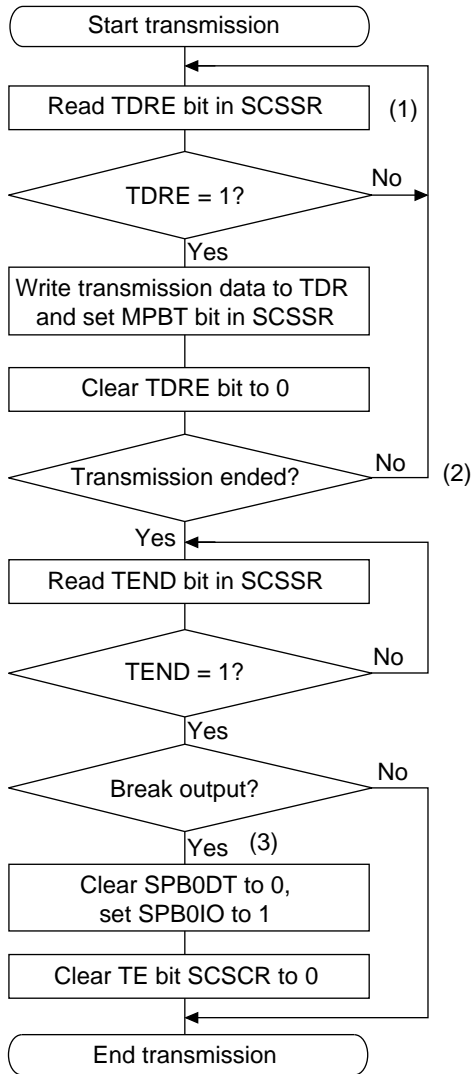 Start transmission
Read TDRE bit in SCSSR
(1)
TDRE = 1?
No
Yes
Write transmission data to TDR
and set MPBT bit in SCSSR
Clear TDRE bit to 0
Transmission ended?
No
(2)
Yes
Read TEND bit in SCSSR
TEND = 1?
No
Yes
Break output?
No
Yes
(3)
Clear SPB0DT to 0,
set SPB0IO to 1
Clear TE bit SCSCR to 0
End transmission